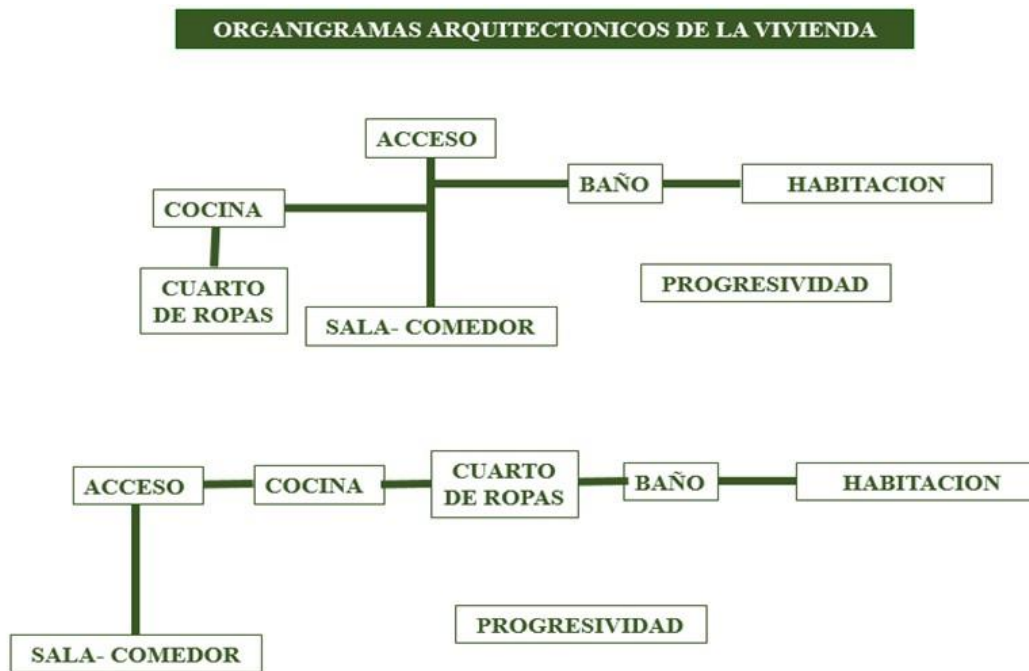 ORGANIGRAMAS ARQUITECTONICOS DE LA VIVIENDA
ACCESO
BAÑO
HABITACION
COCINA
CUARTO
DE ROPAS
PROGRESIVIDAD
SALA- COMEDOR
ACCESO
COCINA
CUARTO
DE ROPAS
BAÑO
HABITACION
PROGRESIVIDAD
SALA- COMEDOR